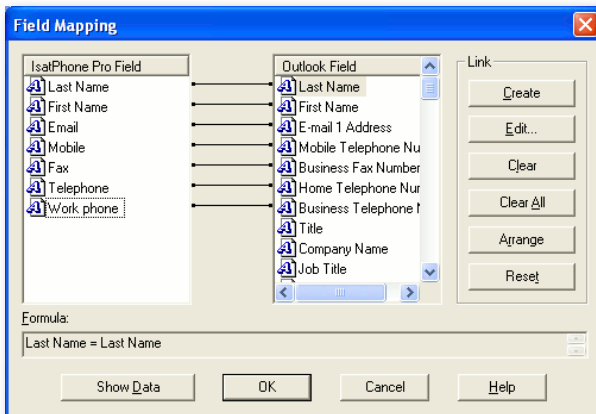 Field Mapping
IsatPhone Pro Field
Last Name
First Name
Email
Mobile
Fax
Telephone
Work phone
Outlook Field
Last Name
First Name
E-mail 1 Address
Mobile Telephone Nu
Business Fax Number
Home Telephone Nur
Business Telephone N
Title
Company Name
Job Title
Link
Create
Edit...
Clear
Clear All
Arrange
Reset
Formula:
Last Name = Last Name
Show Data
OK
Cancel
Help